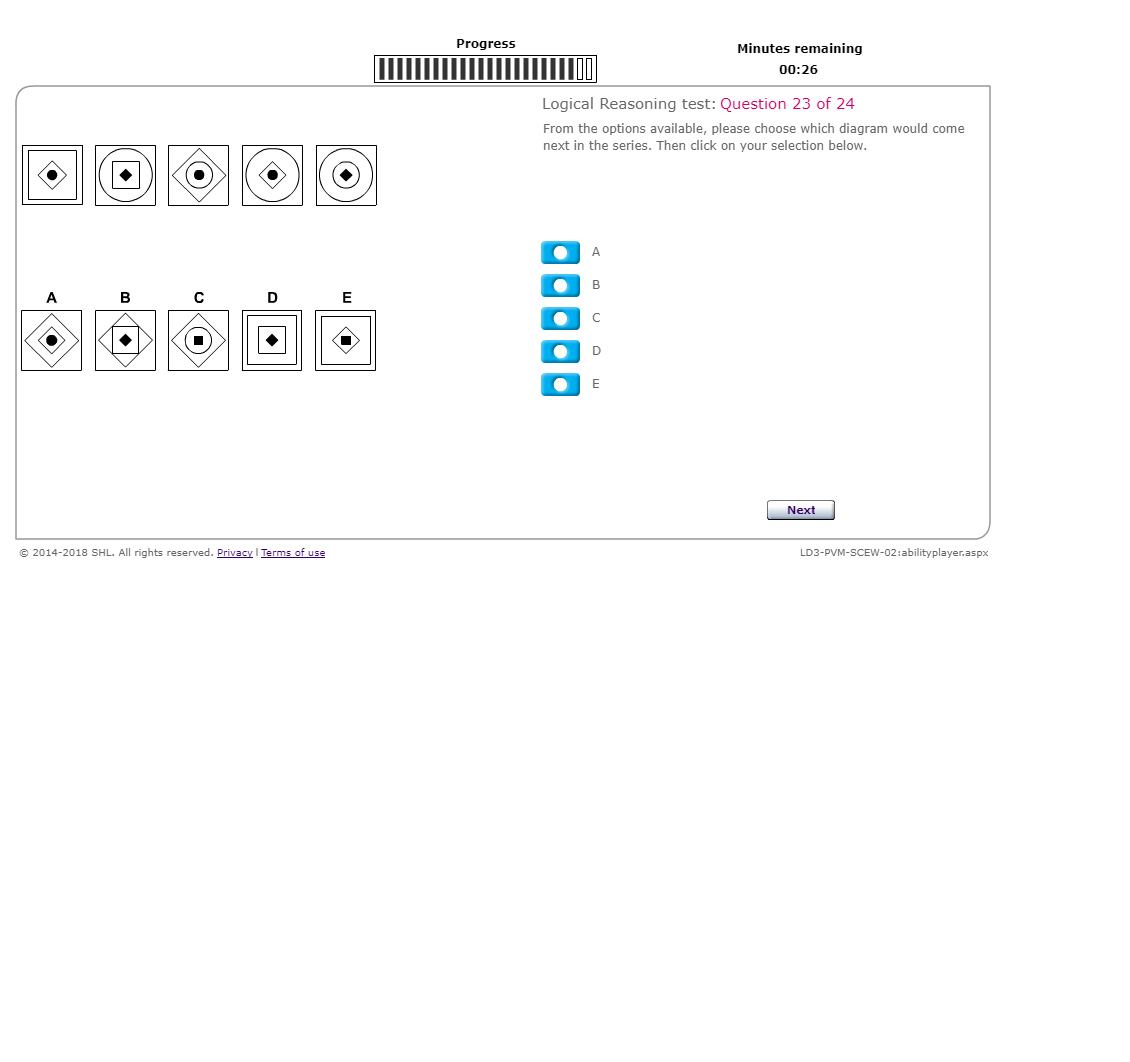 Progress
Minutes remaining
00:26
Logical Reasoning test: Question 23 of 24
From the options available, please choose which diagram would come
next in the series. Then click on your selection below.
A
B
C
D
E
A B C D E
Next
© 2014-2018 SHL. All rights reserved. Privacy | Terms of use
LD3-PVM-SCEW-02:abilityplayer.aspx